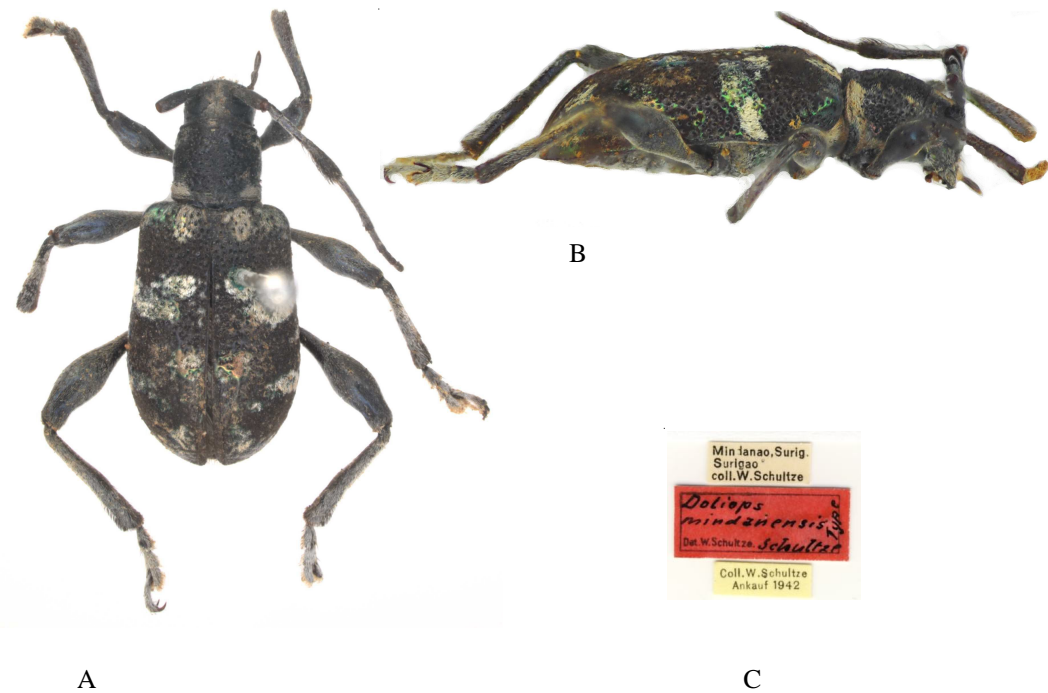 B
Mindanao, Surig.
Surigao
coll. W. Schultze
Doliops
mindanensis
Type
Det. W. Schultze. Schultze
Coll. W. Schultze
Ankauf 1942
A
C